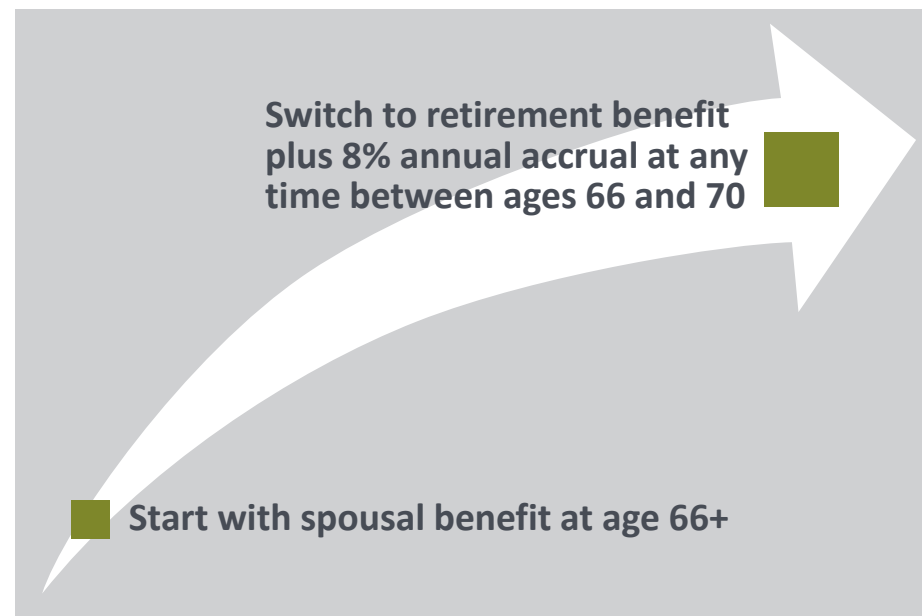 Switch to retirement benefit
plus 8% annual accrual at any
time between ages 66 and 70
Start with spousal benefit at age 66+